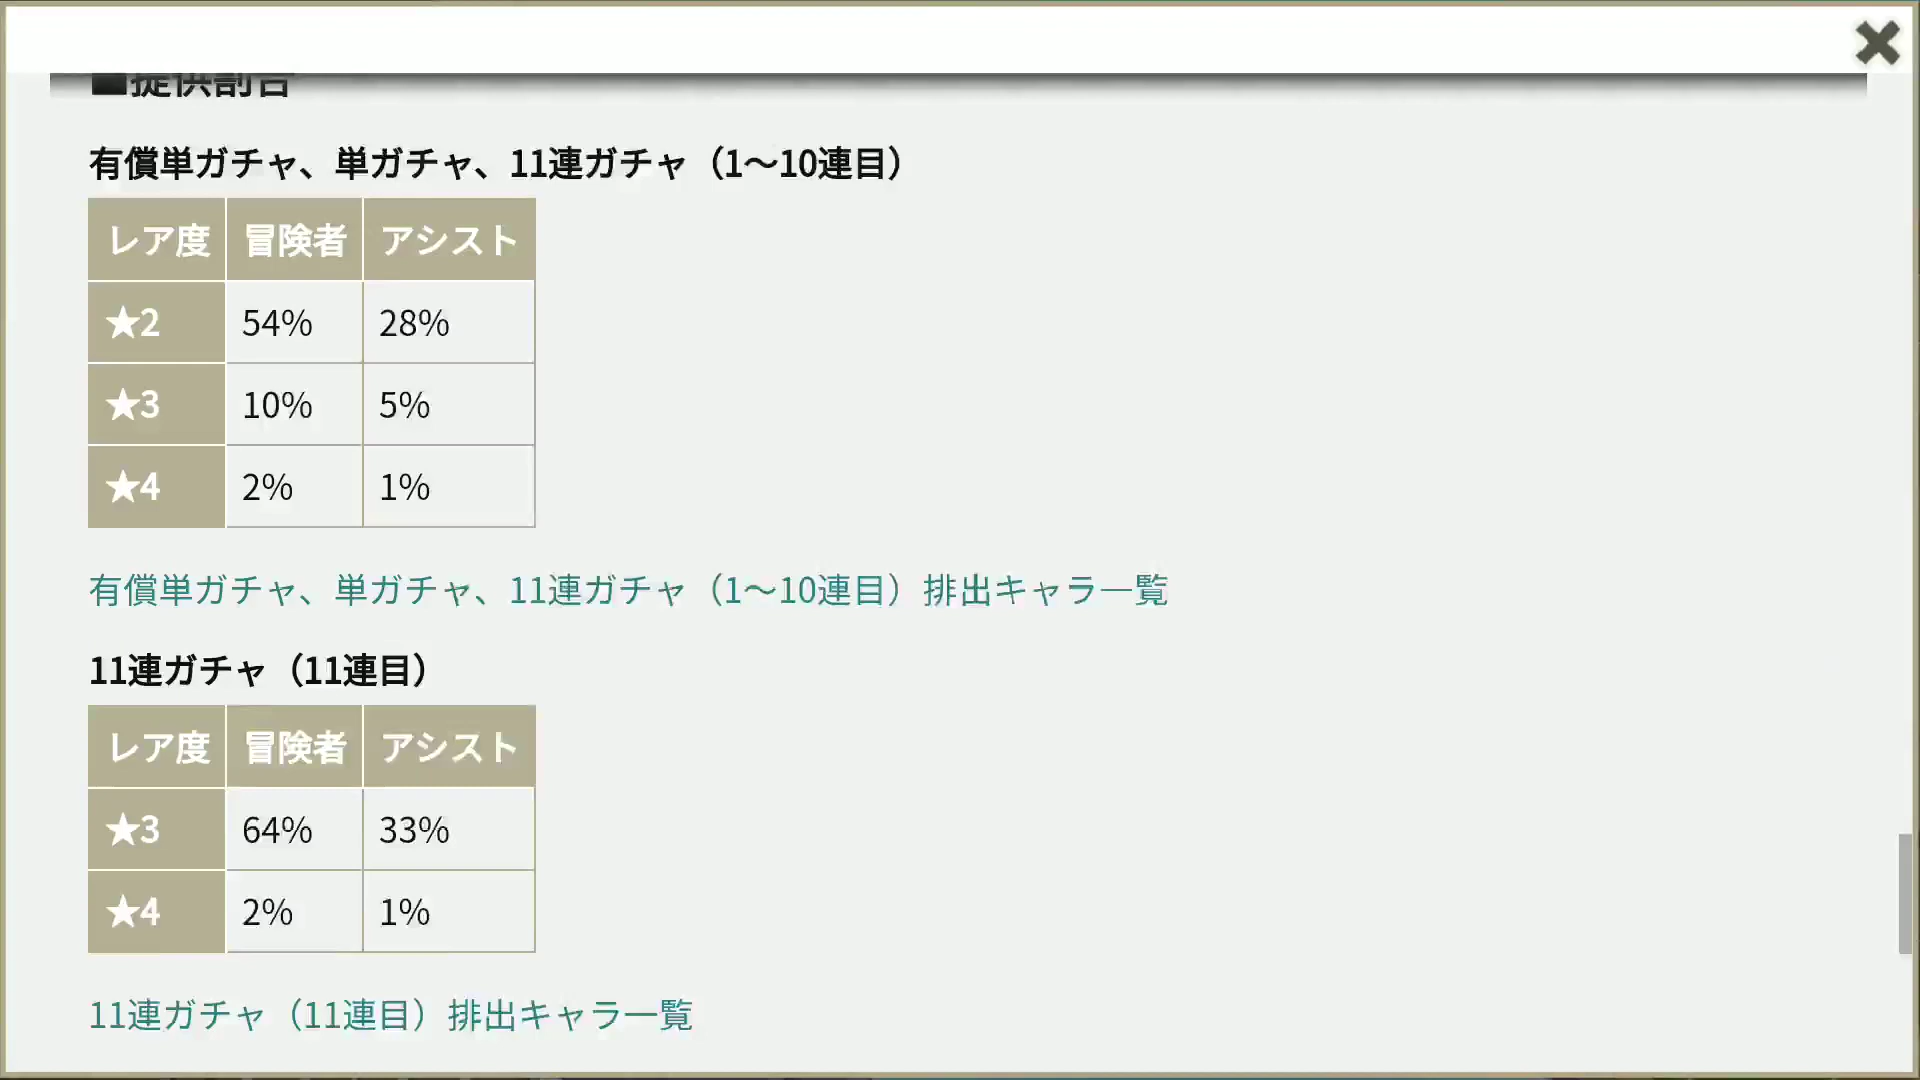 ■提供割合
有償単ガチャ、単ガチャ、11連ガチャ（1〜10連目）
レア度 冒険者 アシスト
★2 54% 28%
★3 10% 5%
★4 2% 1%
有償単ガチャ、単ガチャ、11連ガチャ（1〜10連目）排出キャラ一覧
11連ガチャ（11連目）
レア度 冒険者 アシスト
★3 64% 33%
★4 2% 1%
11連ガチャ（11連目）排出キャラ一覧